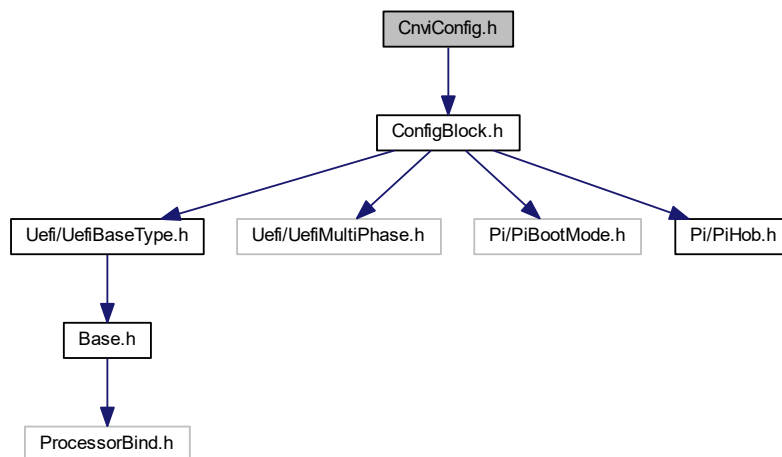 CnviConfig.h
ConfigBlock.h
Uefi/UefiBaseType.h
Uefi/UefiMultiPhase.h
Pi/PiBootMode.h
Pi/PiHob.h
Base.h
ProcessorBind.h